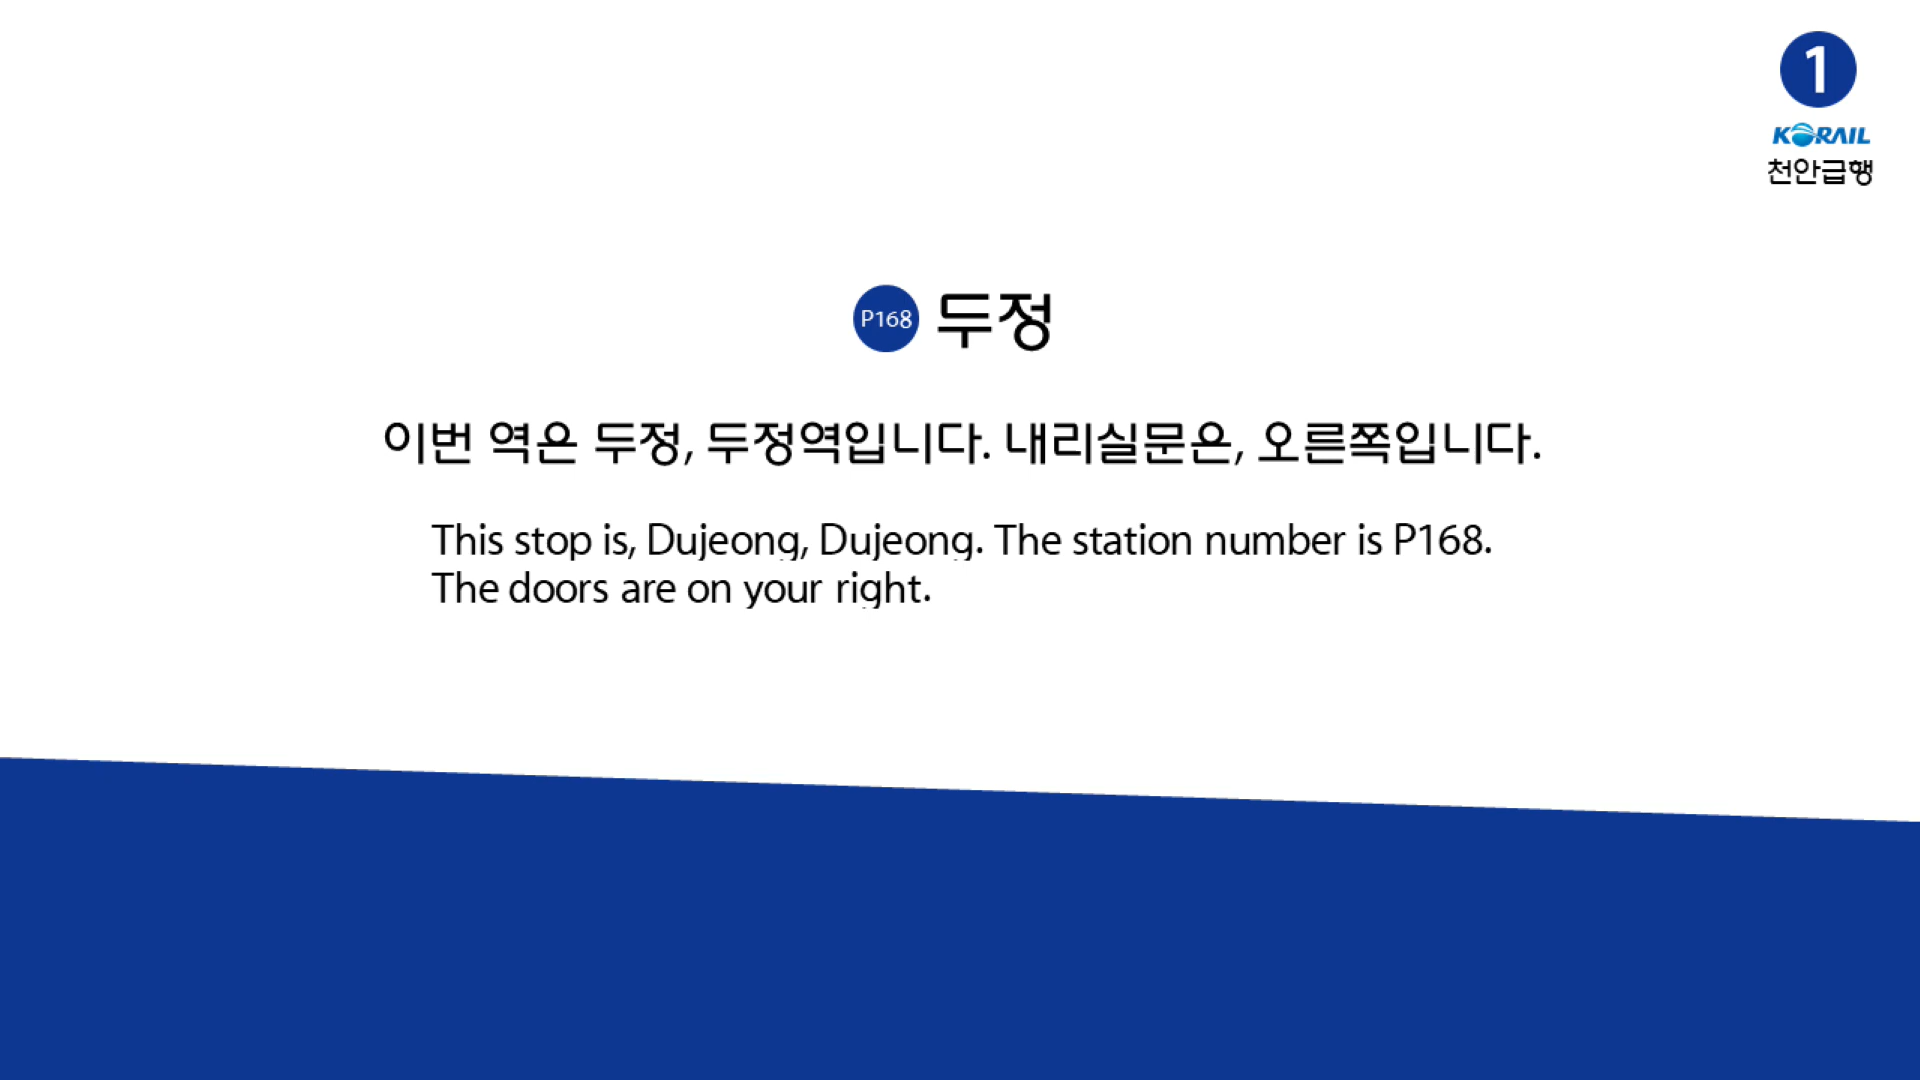 1
KORAIL
천안급행
P168 두정
이번 역은 두정, 두정역입니다. 내리실문은, 오른쪽입니다.
This stop is, Dujeong, Dujeong. The station number is P168.
The doors are on your right.